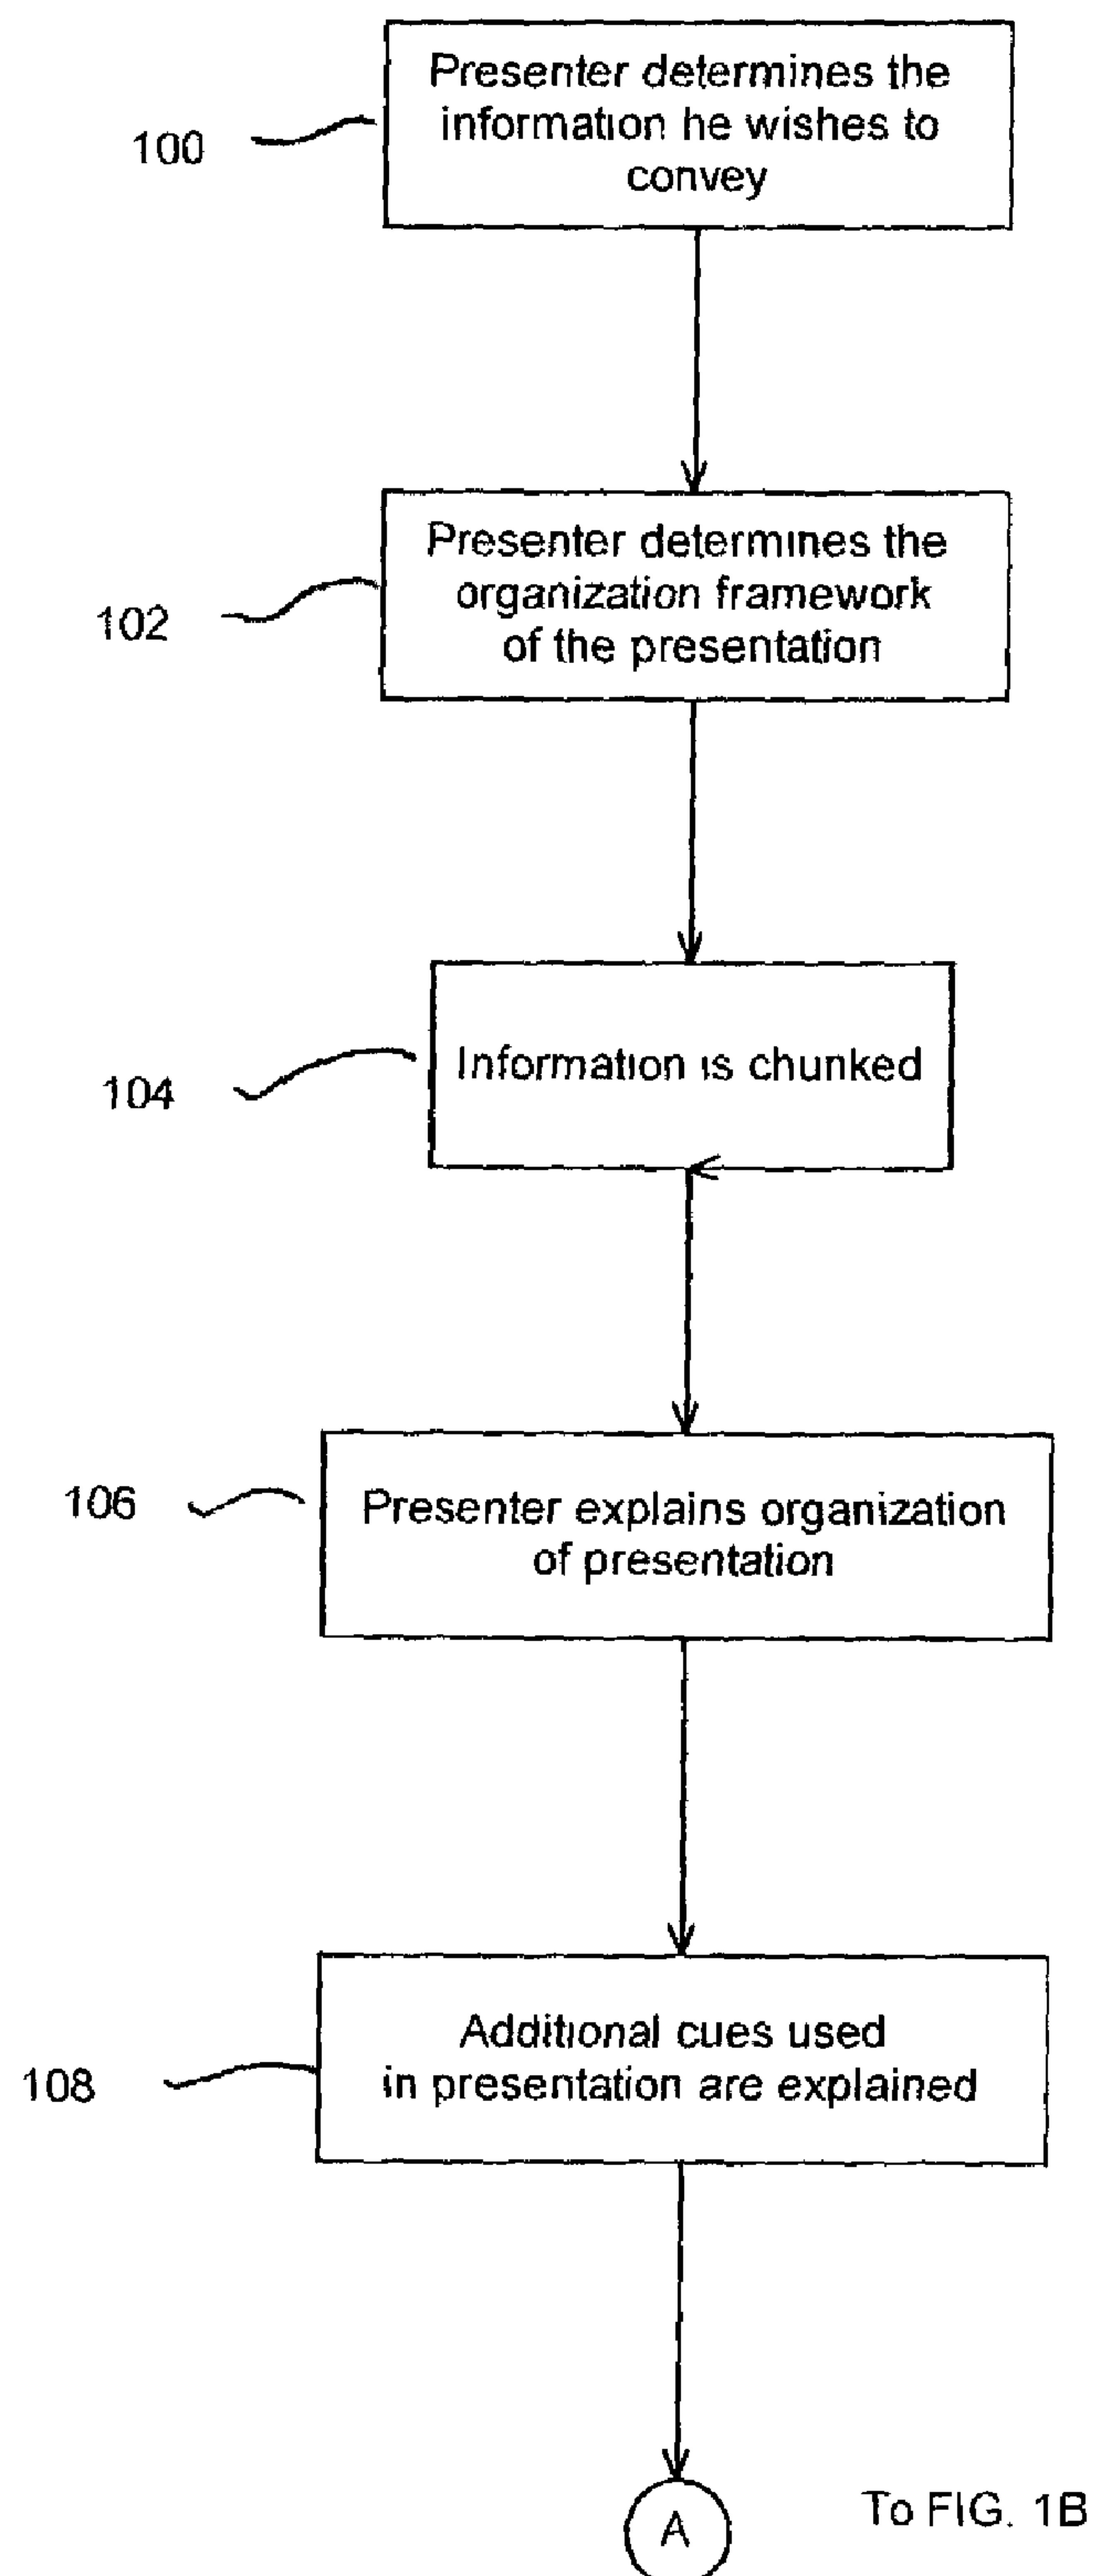 Presenter determines the
information he wishes to
convey
100
Presenter determines the
organization framework
of the presentation
102
Information is chunked
104
Presenter explains organization
of presentation
106
Additional cues used
in presentation are explained
108
A
To FIG. 1B